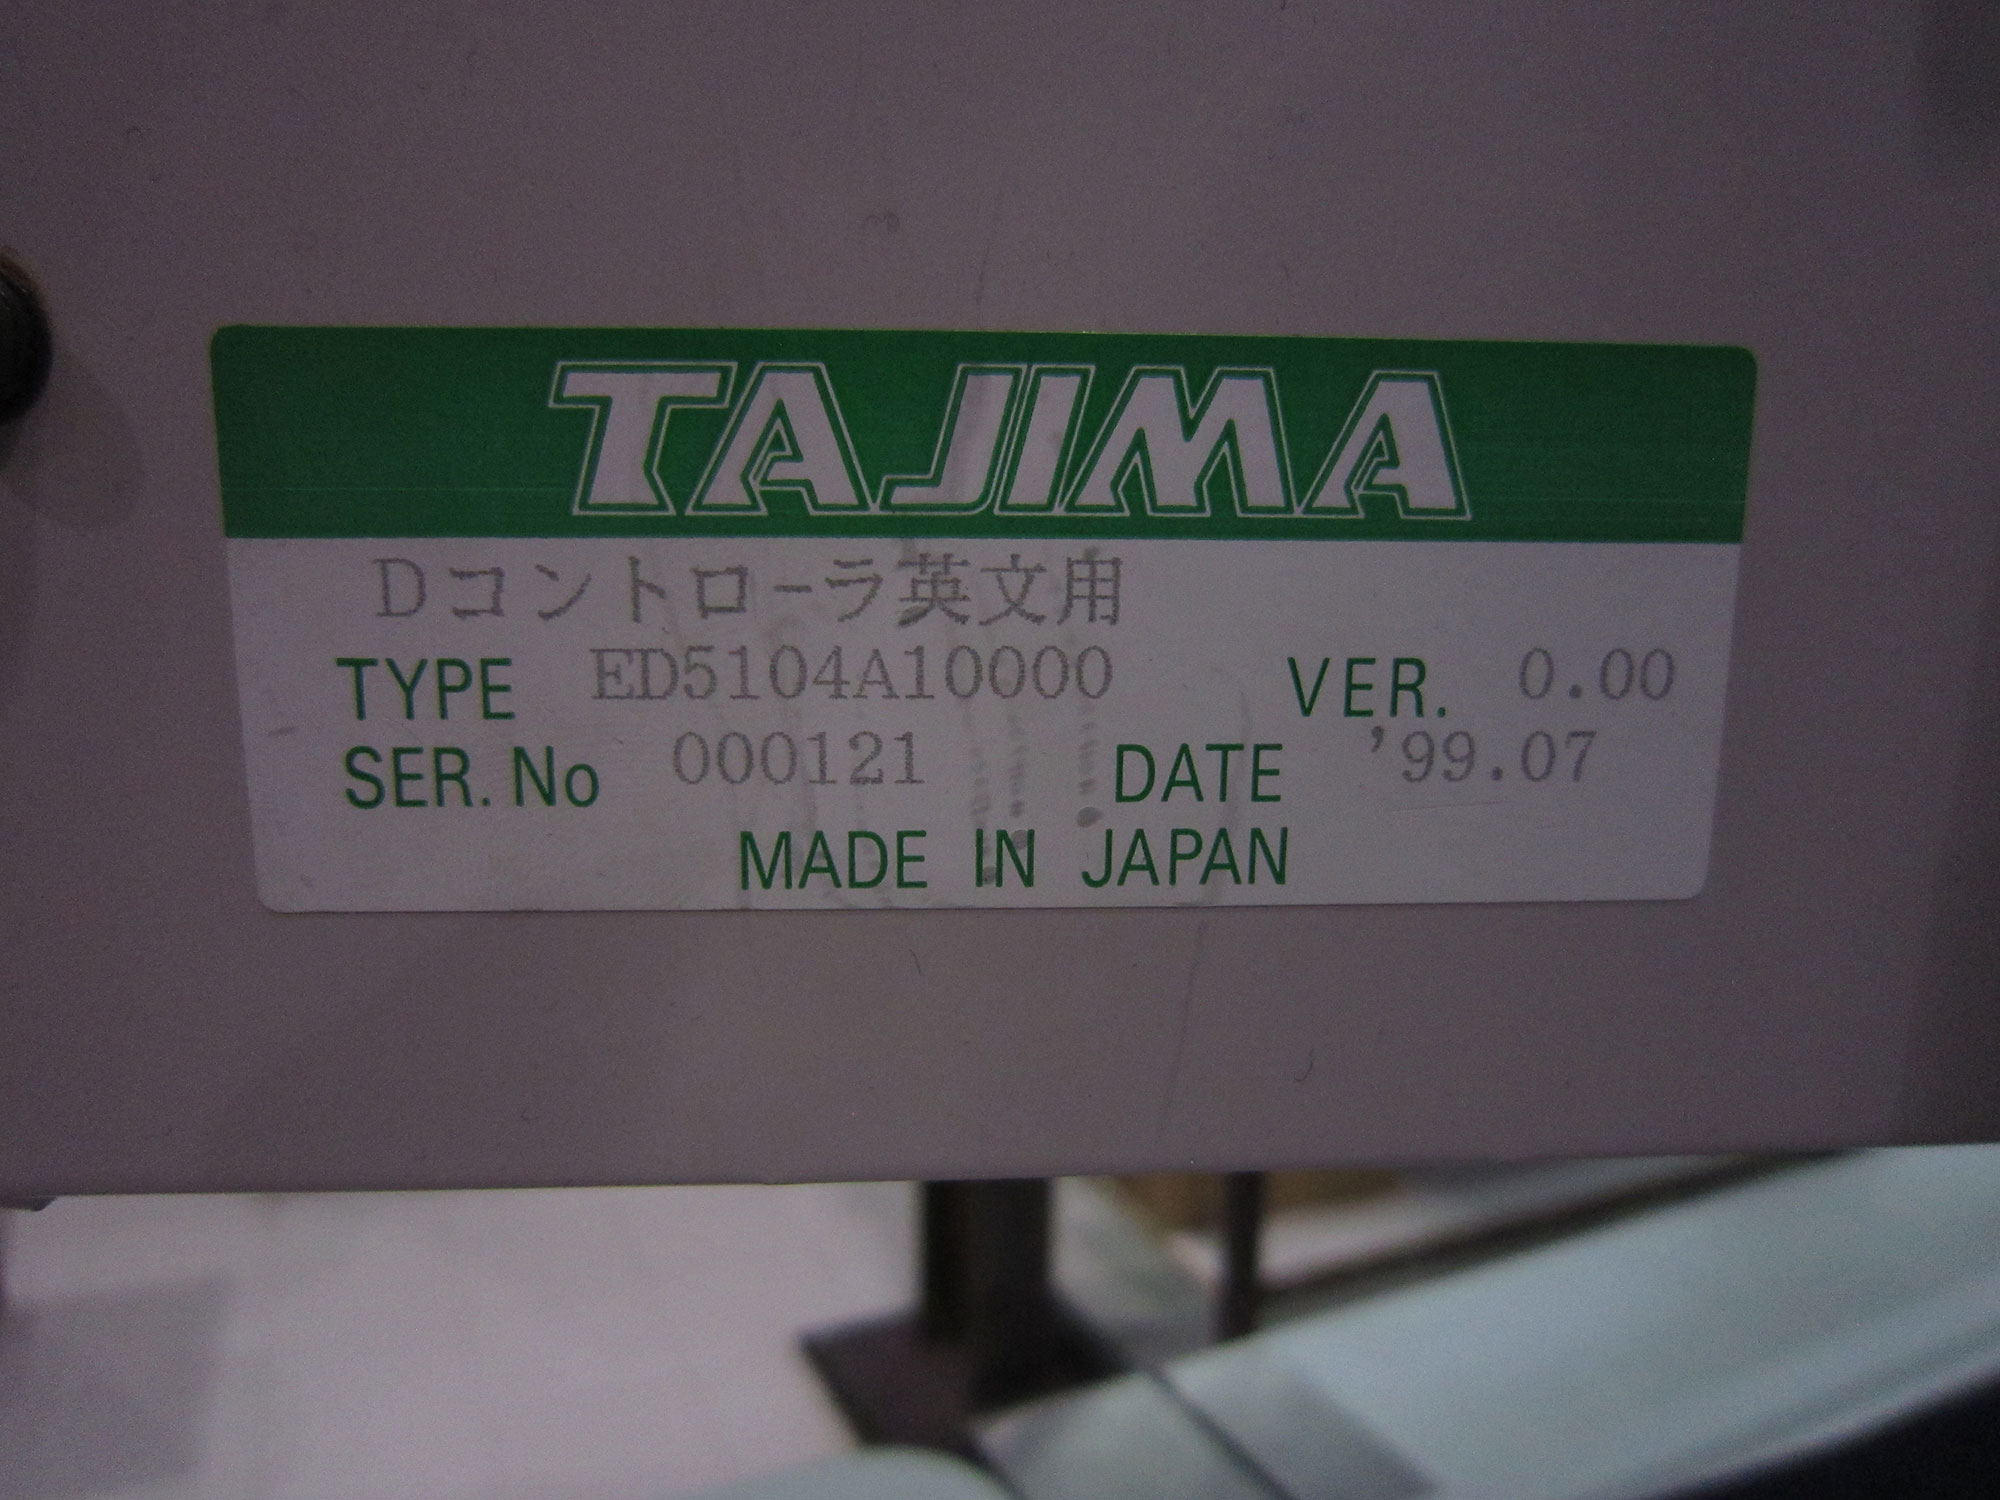 TAJIMA
Dコントローラ英文用
TYPE ED5104A10000 VER. 0.00
SER. No 000121 DATE '99.07
MADE IN JAPAN